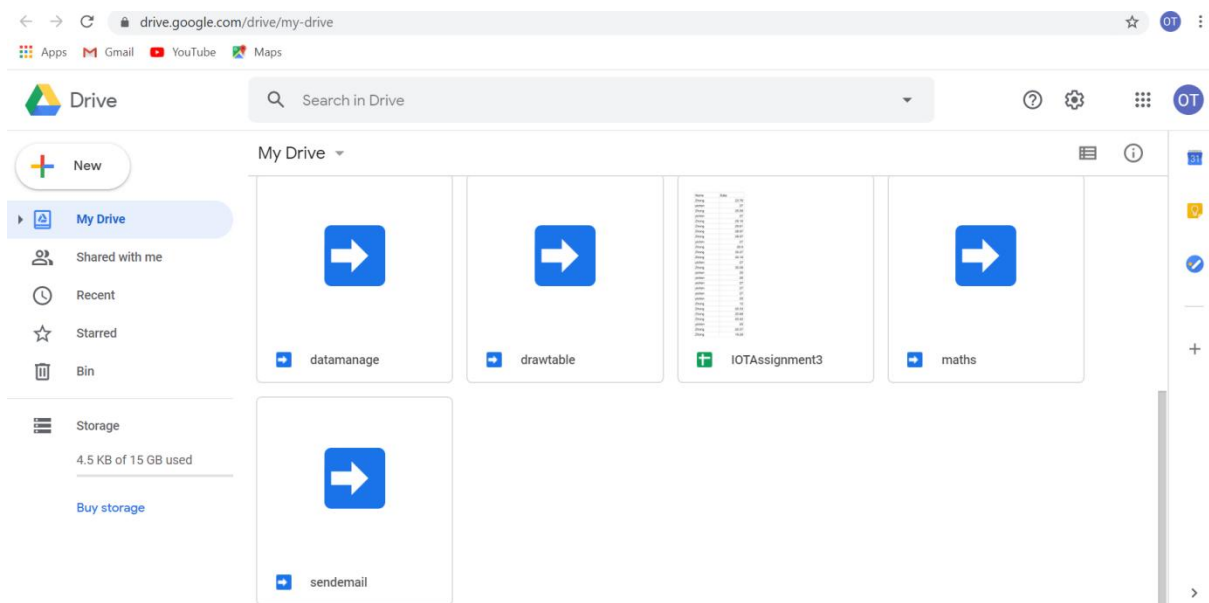 drive.google.com/drive/my-drive
OT
Apps Gmail YouTube Maps
Drive
Search in Drive
OT
New
My Drive
31
My Drive
Shared with me
Recent
Starred
Bin
Storage
4.5 KB of 15 GB used
Buy storage
datamanage
drawtable
IOTAssignment3
maths
sendemail